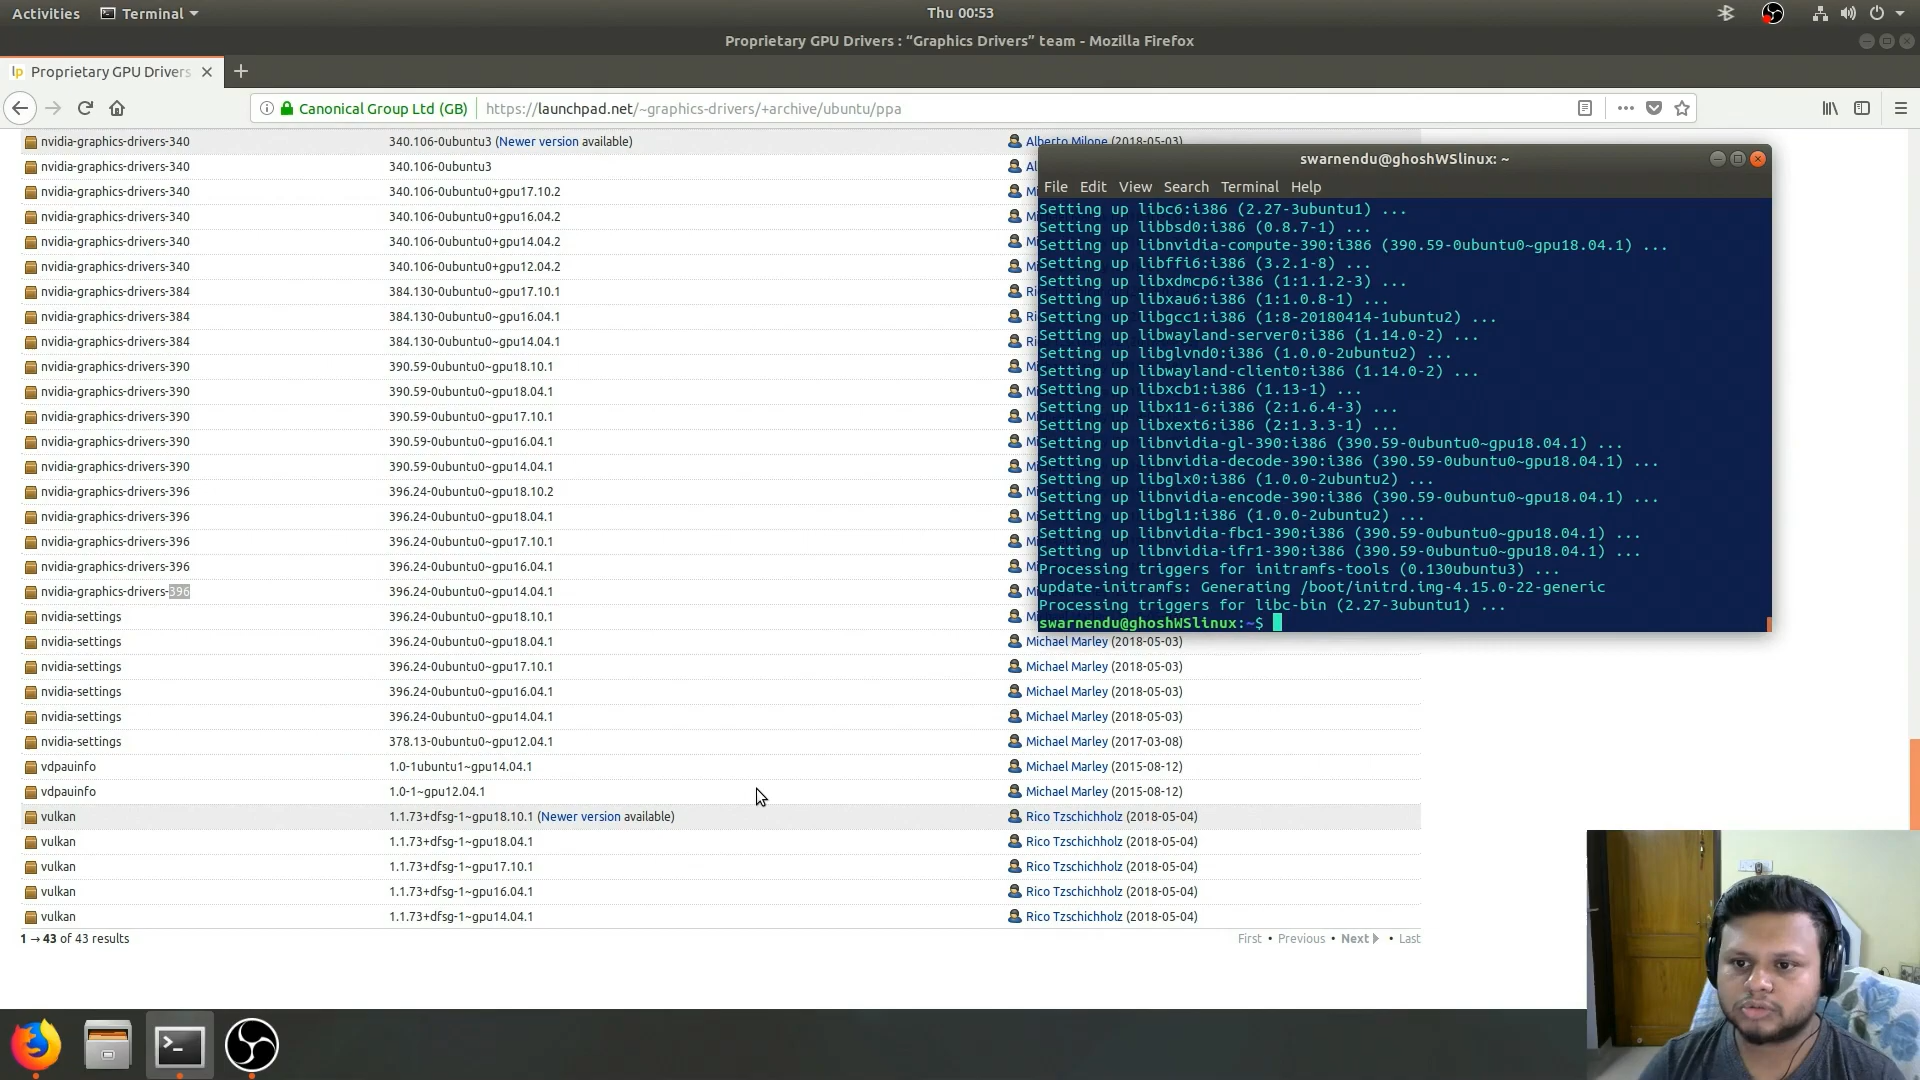 Activities
Terminal
Thu 00:53
Proprietary GPU Drivers : “Graphics Drivers” team - Mozilla Firefox
lp Proprietary GPU Drivers
Canonical Group Ltd (GB)
https://launchpad.net/~graphics-drivers/+archive/ubuntu/ppa
nvidia-graphics-drivers-340 340.106-0ubuntu3 (Newer version available) Alberto Milone (2018-05-03)
nvidia-graphics-drivers-340 340.106-0ubuntu3 Al
nvidia-graphics-drivers-340 340.106-0ubuntu0+gpu17.10.2 Mi
nvidia-graphics-drivers-340 340.106-0ubuntu0+gpu16.04.2 Mi
nvidia-graphics-drivers-340 340.106-0ubuntu0+gpu14.04.2 Mi
nvidia-graphics-drivers-340 340.106-0ubuntu0+gpu12.04.2 Mi
nvidia-graphics-drivers-384 384.130-0ubuntu0~gpu17.10.1 Ri
nvidia-graphics-drivers-384 384.130-0ubuntu0~gpu16.04.1 Ri
nvidia-graphics-drivers-384 384.130-0ubuntu0~gpu14.04.1 Ri
nvidia-graphics-drivers-390 390.59-0ubuntu0~gpu18.10.1 Mi
nvidia-graphics-drivers-390 390.59-0ubuntu0~gpu18.04.1 Mi
nvidia-graphics-drivers-390 390.59-0ubuntu0~gpu17.10.1 Mi
nvidia-graphics-drivers-390 390.59-0ubuntu0~gpu16.04.1 Mi
nvidia-graphics-drivers-390 390.59-0ubuntu0~gpu14.04.1 Mi
nvidia-graphics-drivers-396 396.24-0ubuntu0~gpu18.10.2 Mi
nvidia-graphics-drivers-396 396.24-0ubuntu0~gpu18.04.1 Mi
nvidia-graphics-drivers-396 396.24-0ubuntu0~gpu17.10.1 Mi
nvidia-graphics-drivers-396 396.24-0ubuntu0~gpu16.04.1 Mi
nvidia-graphics-drivers-396 396.24-0ubuntu0~gpu14.04.1 Mi
nvidia-settings 396.24-0ubuntu0~gpu18.10.1 Mi
nvidia-settings 396.24-0ubuntu0~gpu18.04.1 Michael Marley (2018-05-03)
nvidia-settings 396.24-0ubuntu0~gpu17.10.1 Michael Marley (2018-05-03)
nvidia-settings 396.24-0ubuntu0~gpu16.04.1 Michael Marley (2018-05-03)
nvidia-settings 396.24-0ubuntu0~gpu14.04.1 Michael Marley (2018-05-03)
nvidia-settings 378.13-0ubuntu0~gpu12.04.1 Michael Marley (2017-03-08)
vdpauinfo 1.0-1ubuntu1~gpu14.04.1 Michael Marley (2015-08-12)
vdpauinfo 1.0-1~gpu12.04.1 Michael Marley (2015-08-12)
vulkan 1.1.73+dfsg-1~gpu18.10.1 (Newer version available) Rico Tzschichholz (2018-05-04)
vulkan 1.1.73+dfsg-1~gpu18.04.1 Rico Tzschichholz (2018-05-04)
vulkan 1.1.73+dfsg-1~gpu17.10.1 Rico Tzschichholz (2018-05-04)
vulkan 1.1.73+dfsg-1~gpu16.04.1 Rico Tzschichholz (2018-05-04)
vulkan 1.1.73+dfsg-1~gpu14.04.1 Rico Tzschichholz (2018-05-04)
1 → 43 of 43 results
First • Previous • Next • Last
swarnendu@ghoshWSlinux: ~
File Edit View Search Terminal Help
Setting up libc6:i386 (2.27-3ubuntu1) ...
Setting up libbsd0:i386 (0.8.7-1) ...
Setting up libnvidia-compute-390:i386 (390.59-0ubuntu0~gpu18.04.1) ...
Setting up libffi6:i386 (3.2.1-8) ...
Setting up libxdmcp6:i386 (1:1.1.2-3) ...
Setting up libxau6:i386 (1:1.0.8-1) ...
Setting up libgcc1:i386 (1:8-20180414-1ubuntu2) ...
Setting up libwayland-server0:i386 (1.14.0-2) ...
Setting up libglvnd0:i386 (1.0.0-2ubuntu2) ...
Setting up libwayland-client0:i386 (1.14.0-2) ...
Setting up libxcb1:i386 (1.13-1) ...
Setting up libx11-6:i386 (2:1.6.4-3) ...
Setting up libxext6:i386 (2:1.3.3-1) ...
Setting up libnvidia-gl-390:i386 (390.59-0ubuntu0~gpu18.04.1) ...
Setting up libnvidia-decode-390:i386 (390.59-0ubuntu0~gpu18.04.1) ...
Setting up libglx0:i386 (1.0.0-2ubuntu2) ...
Setting up libnvidia-encode-390:i386 (390.59-0ubuntu0~gpu18.04.1) ...
Setting up libgl1:i386 (1.0.0-2ubuntu2) ...
Setting up libnvidia-fbc1-390:i386 (390.59-0ubuntu0~gpu18.04.1) ...
Setting up libnvidia-ifr1-390:i386 (390.59-0ubuntu0~gpu18.04.1) ...
Processing triggers for initramfs-tools (0.130ubuntu3) ...
update-initramfs: Generating /boot/initrd.img-4.15.0-22-generic
Processing triggers for libc-bin (2.27-3ubuntu1) ...
swarnendu@ghoshWSlinux:~$